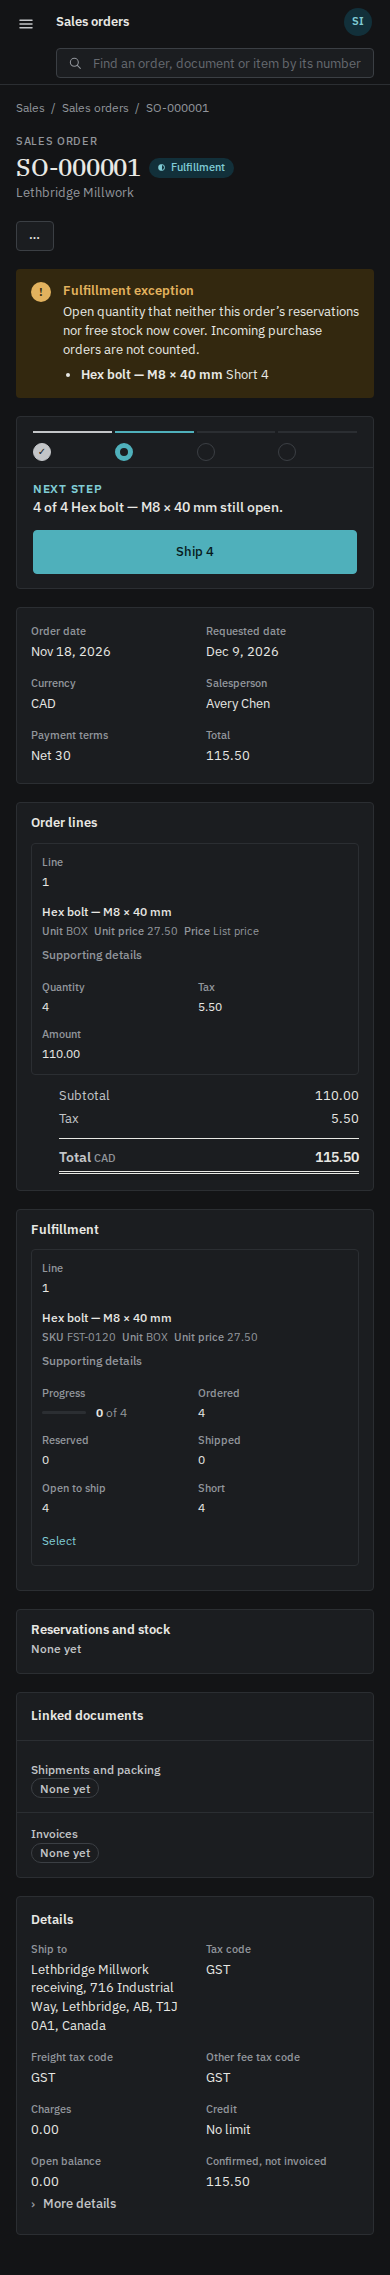 Sales orders
SI
Find an order, document or item by its number
Sales / Sales orders / SO-000001
SALES ORDER
SO-000001 Fulfillment
Lethbridge Millwork
...
! Fulfillment exception
Open quantity that neither this order’s reservations
nor free stock now cover. Incoming purchase
orders are not counted.
• Hex bolt — M8 × 40 mm Short 4
NEXT STEP
4 of 4 Hex bolt — M8 × 40 mm still open.
Ship 4
Order date Requested date
Nov 18, 2026 Dec 9, 2026
Currency Salesperson
CAD Avery Chen
Payment terms Total
Net 30 115.50
Order lines
Line
1
Hex bolt — M8 × 40 mm
Unit BOX Unit price 27.50 Price List price
Supporting details
Quantity Tax
4 5.50
Amount
110.00
Subtotal 110.00
Tax 5.50
Total CAD 115.50
Fulfillment
Line
1
Hex bolt — M8 × 40 mm
SKU FST-0120 Unit BOX Unit price 27.50
Supporting details
Progress Ordered
0 of 4 4
Reserved Shipped
0 0
Open to ship Short
4 4
Select
Reservations and stock
None yet
Linked documents
Shipments and packing
None yet
Invoices
None yet
Details
Ship to Tax code
Lethbridge Millwork GST
receiving, 716 Industrial
Way, Lethbridge, AB, T1J
0A1, Canada
Freight tax code Other fee tax code
GST GST
Charges Credit
0.00 No limit
Open balance Confirmed, not invoiced
0.00 115.50
› More details